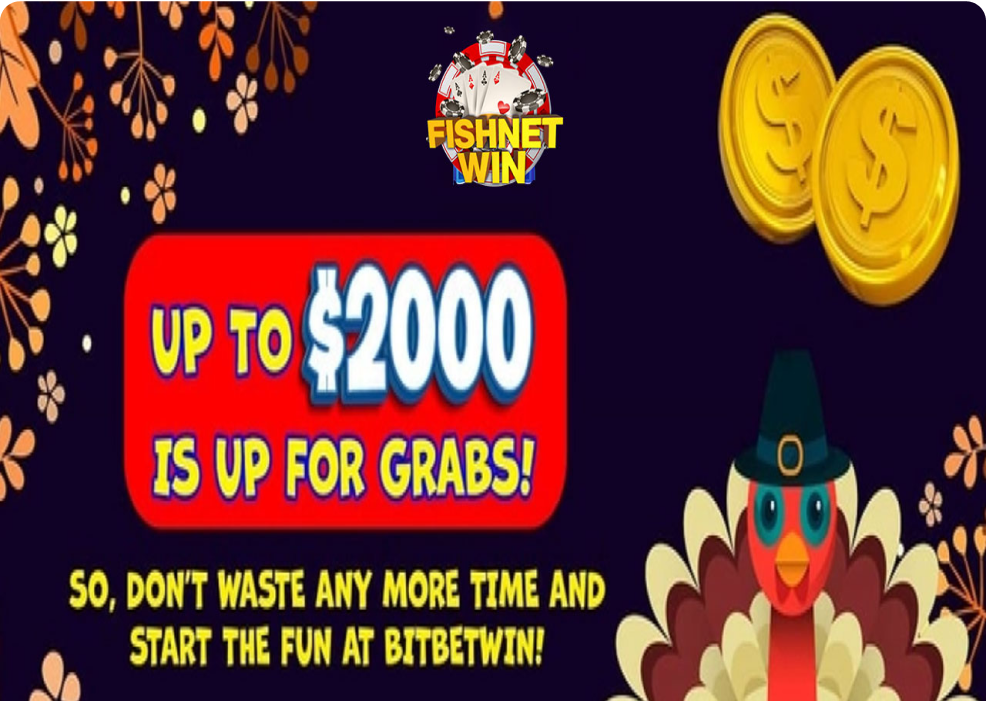 FISHNET
WIN
UP TO $2000
IS UP FOR GRABS!
SO, DON'T WASTE ANY MORE TIME AND
START THE FUN AT BITBETWIN!